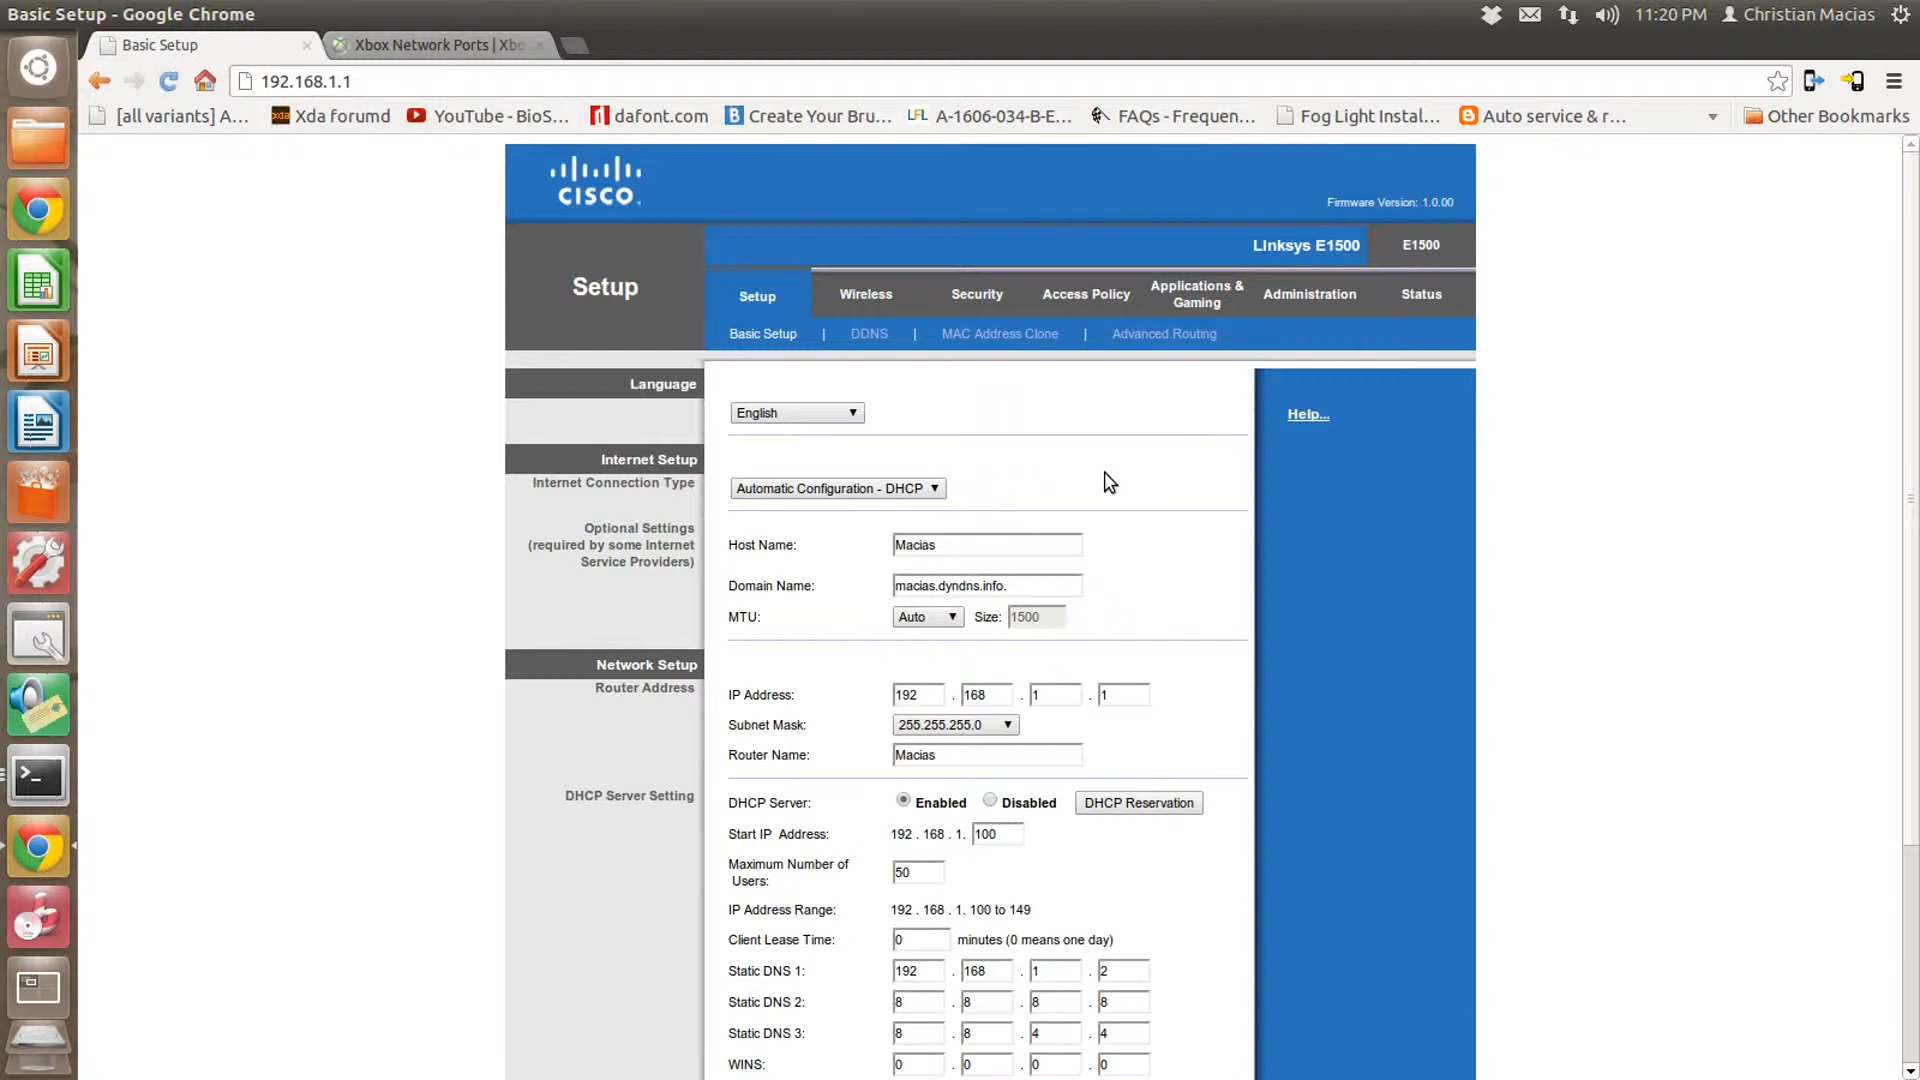 Basic Setup - Google Chrome
11:20 PM Christian Macias
Basic Setup
Xbox Network Ports | Xbo
192.168.1.1
[all variants] A...
Xda forumd
YouTube - BioS...
dafont.com
Create Your Bru...
LFL A-1606-034-B-E...
FAQs - Frequen...
Fog Light Instal...
Auto service & r...
Other Bookmarks
CISCO
Firmware Version: 1.0.00
Linksys E1500
E1500
Setup
Setup
Wireless
Security
Access Policy
Applications & Gaming
Administration
Status
Basic Setup | DDNS | MAC Address Clone | Advanced Routing
Language
English
Help...
Internet Setup
Internet Connection Type
Automatic Configuration - DHCP
Optional Settings
(required by some Internet
Service Providers)
Host Name: Macias
Domain Name: macias.dyndns.info.
MTU: Auto Size: 1500
Network Setup
Router Address
IP Address: 192 . 168 . 1 . 1
Subnet Mask: 255.255.255.0
Router Name: Macias
DHCP Server Setting
DHCP Server: Enabled Disabled DHCP Reservation
Start IP Address: 192 . 168 . 1. 100
Maximum Number of
Users: 50
IP Address Range: 192 . 168 . 1. 100 to 149
Client Lease Time: 0 minutes (0 means one day)
Static DNS 1: 192 . 168 . 1 . 2
Static DNS 2: 8 . 8 . 8 . 8
Static DNS 3: 8 . 8 . 4 . 4
WINS: 0 . 0 . 0 . 0